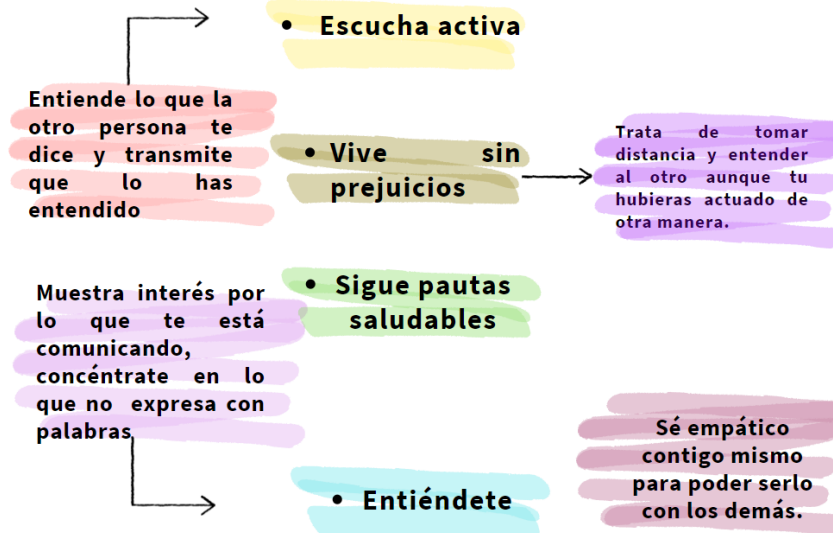 • Escucha activa
Entiende lo que la
otro persona te
dice y transmite
que lo has
entendido
• Vive sin
prejuicios
Trata de tomar
distancia y entender
al otro aunque tu
hubieras actuado de
otra manera.
• Sigue pautas
saludables
Muestra interés por
lo que te está
comunicando,
concéntrate en lo
que no expresa con
palabras
• Entiéndete
Sé empático
contigo mismo
para poder serlo
con los demás.